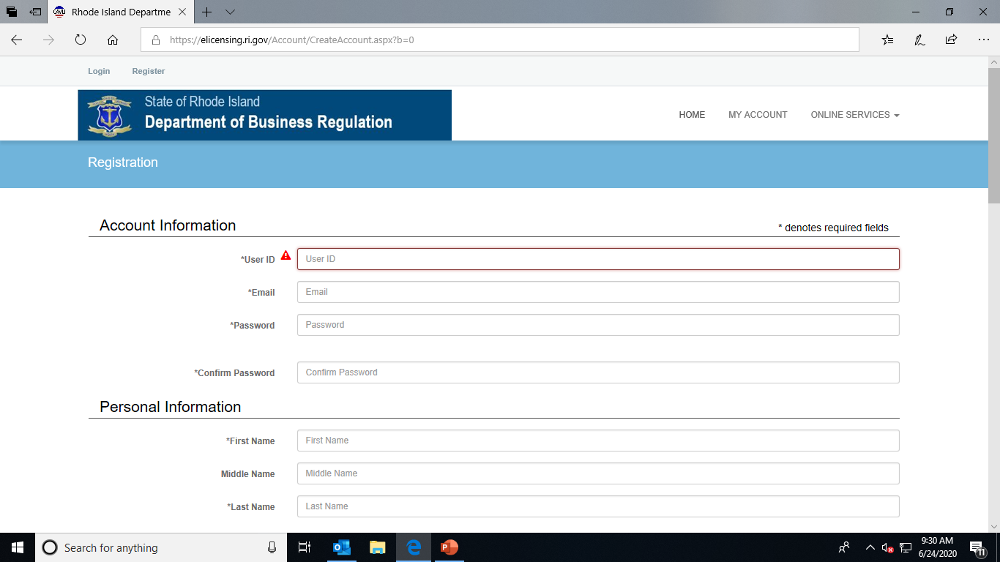 Rhode Island Departme
https://elicensing.ri.gov/Account/CreateAccount.aspx?b=0
Login Register
State of Rhode Island
Department of Business Regulation
HOME MY ACCOUNT ONLINE SERVICES
Registration
Account Information
* denotes required fields
*User ID User ID
*Email Email
*Password Password
*Confirm Password Confirm Password
Personal Information
*First Name First Name
Middle Name Middle Name
*Last Name Last Name
Search for anything
9:30 AM
6/24/2020
11